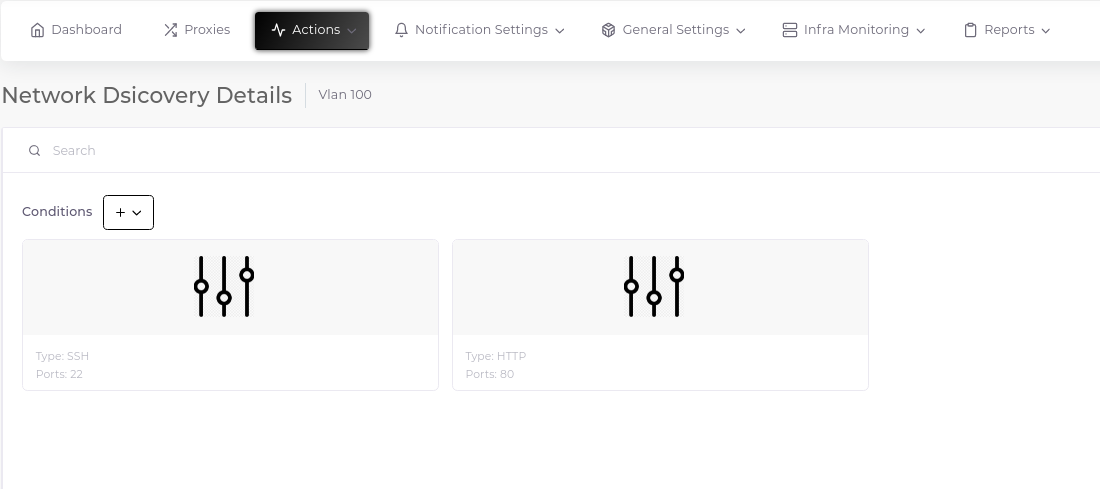 Dashboard Proxies Actions Notification Settings General Settings Infra Monitoring Reports
Network Dsicovery Details Vlan 100
Search
Conditions +
Type: SSH
Ports: 22
Type: HTTP
Ports: 80